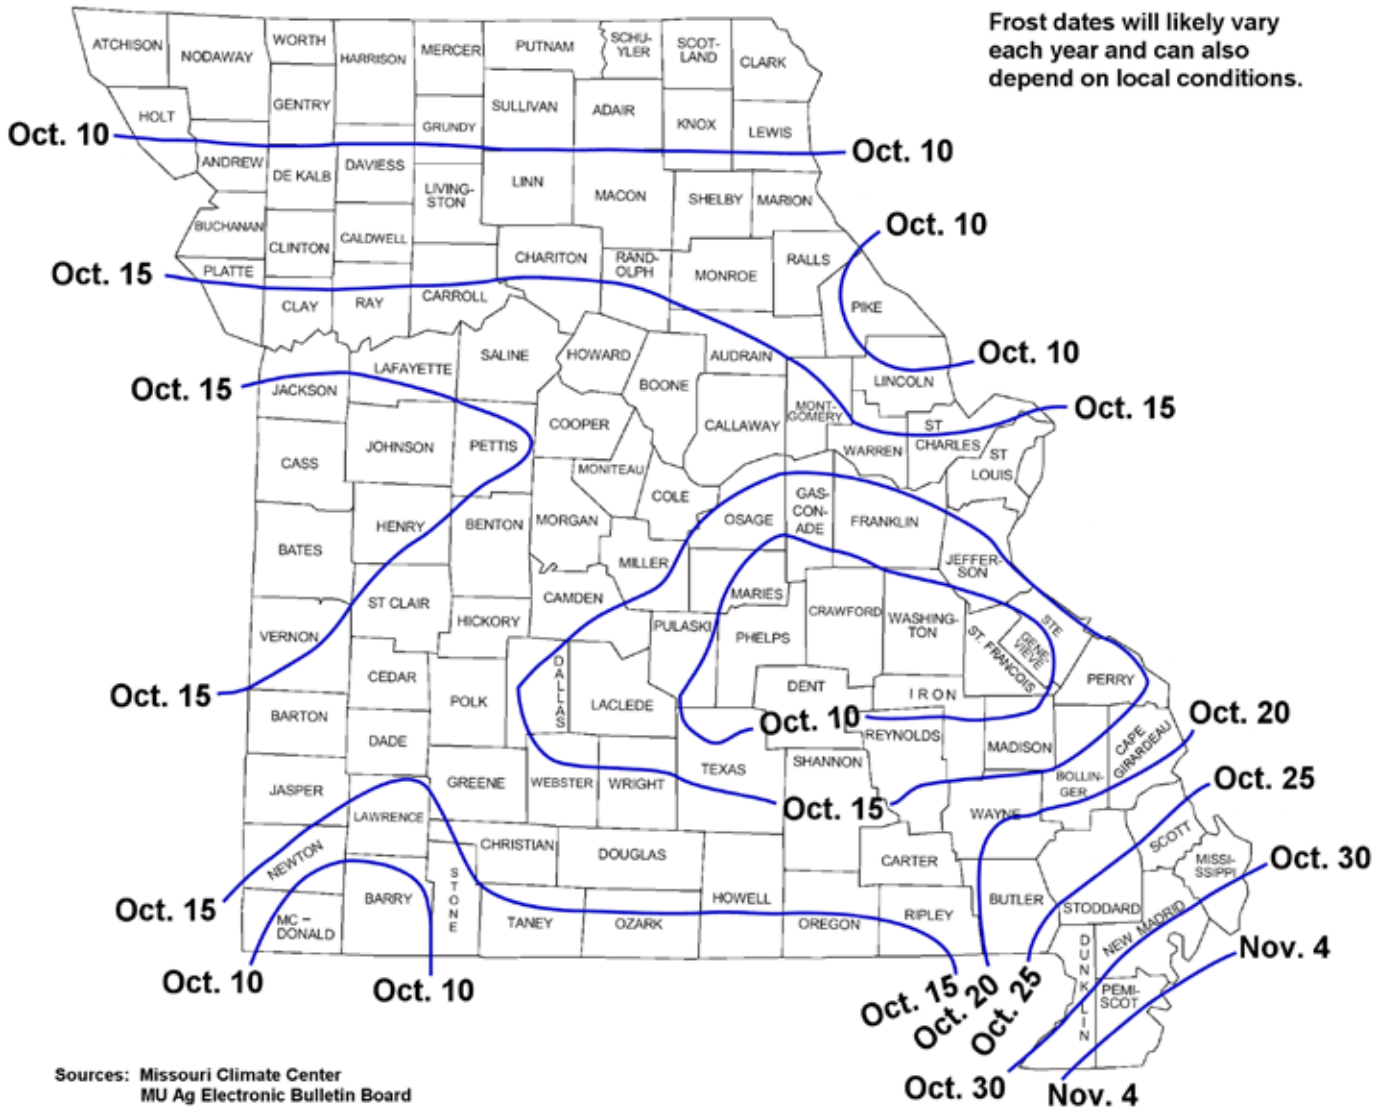 Frost dates will likely vary
each year and can also
depend on local conditions.
ATCHISON
NODAWAY
WORTH
HARRISON
MERCER
PUTNAM
SCHU-
YLER
SCOT-
LAND
CLARK
HOLT
GENTRY
GRUNDY
SULLIVAN
ADAIR
KNOX
LEWIS
Oct. 10
Oct. 10
ANDREW
DE KALB
DAVIESS
LIVING-
STON
LINN
MACON
SHELBY
MARION
BUCHANAN
CLINTON
CALDWELL
Oct. 10
PLATTE
CHARITON
RAND-
OLPH
MONROE
RALLS
Oct. 15
CLAY
RAY
CARROLL
PIKE
LAFAYETTE
SALINE
HOWARD
BOONE
AUDRAIN
Oct. 10
Oct. 15
JACKSON
LINCOLN
COOPER
CALLAWAY
MONT-
GOMERY
Oct. 15
CASS
JOHNSON
PETTIS
MONITEAU
WARREN
ST
CHARLES
ST
LOUIS
COLE
HENRY
BENTON
MORGAN
OSAGE
GAS-
CON-
ADE
FRANKLIN
BATES
MILLER
JEFFER-
SON
ST CLAIR
CAMDEN
MARIES
CRAWFORD
WASHING-
TON
VERNON
HICKORY
PULASKI
PHELPS
ST. FRANCOIS
STE
GENE-
VIEVE
CEDAR
POLK
DALLAS
LACLEDE
DENT
IRON
PERRY
Oct. 15
BARTON
DADE
Oct. 10
REYNOLDS
MADISON
CAPE
GIRARDEAU
Oct. 20
JASPER
GREENE
WEBSTER
WRIGHT
TEXAS
SHANNON
BOLLIN-
GER
Oct. 25
LAWRENCE
Oct. 15
WAYNE
NEWTON
CHRISTIAN
DOUGLAS
CARTER
SCOTT
MISSI-
SSIPPI
Oct. 30
BARRY
STONE
HOWELL
BUTLER
STODDARD
Oct. 15
MC –
DONALD
TANEY
OZARK
OREGON
RIPLEY
NEW MADRID
Nov. 4
Oct. 10
Oct. 10
DUNKLIN
PEMI-
SCOT
Oct. 15
Oct. 20
Oct. 25
Oct. 30
Nov. 4
Sources: Missouri Climate Center
MU Ag Electronic Bulletin Board